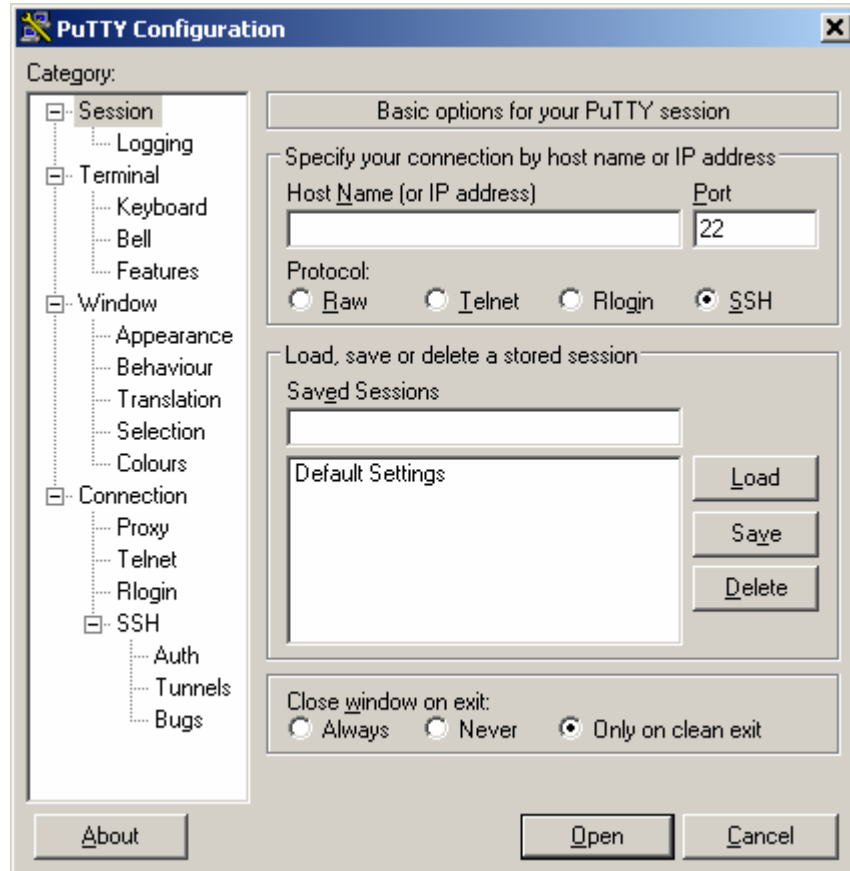 PuTTY Configuration
Category:
Session
Logging
Terminal
Keyboard
Bell
Features
Window
Appearance
Behaviour
Translation
Selection
Colours
Connection
Proxy
Telnet
Rlogin
SSH
Auth
Tunnels
Bugs
Basic options for your PuTTY session
Specify your connection by host name or IP address
Host Name (or IP address) Port
22
Protocol:
Raw Telnet Rlogin SSH
Load, save or delete a stored session
Saved Sessions
Default Settings
Load
Save
Delete
Close window on exit:
Always Never Only on clean exit
About Open Cancel